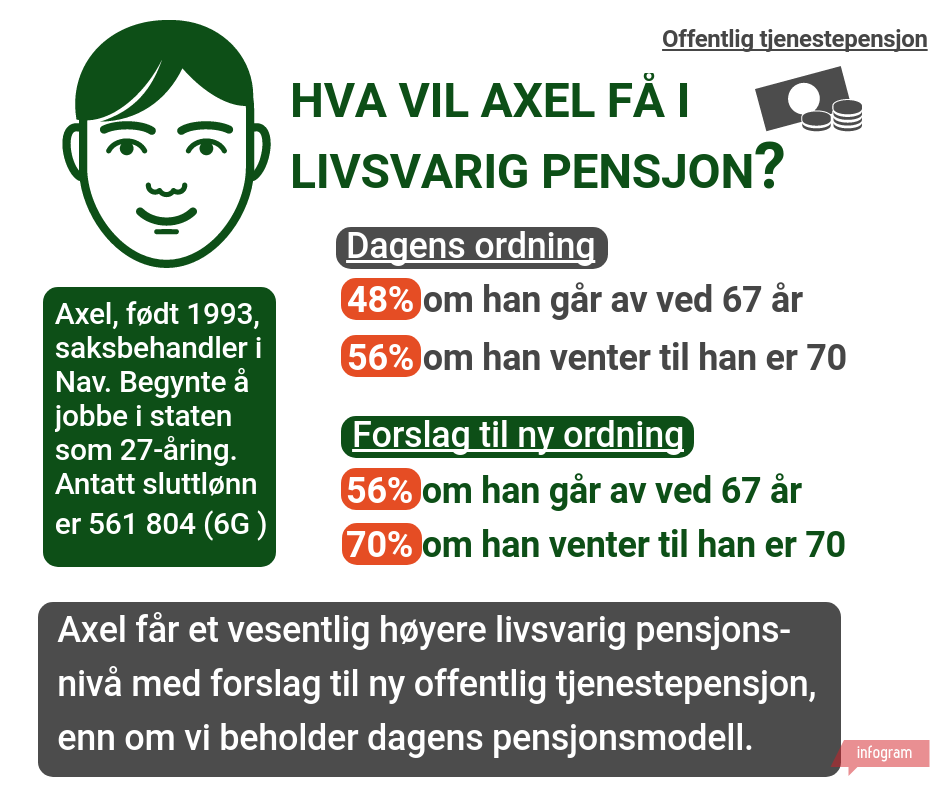 Offentlig tjenestepensjon
HVA VIL AXEL FÅ I
LIVSVARIG PENSJON?
Axel, født 1993,
saksbehandler i
Nav. Begynte å
jobbe i staten
som 27-åring.
Antatt sluttlønn
er 561 804 (6G )
Dagens ordning
48% om han går av ved 67 år
56% om han venter til han er 70
Forslag til ny ordning
56% om han går av ved 67 år
70% om han venter til han er 70
Axel får et vesentlig høyere livsvarig pensjons-
nivå med forslag til ny offentlig tjenestepensjon,
enn om vi beholder dagens pensjonsmodell.
infogram